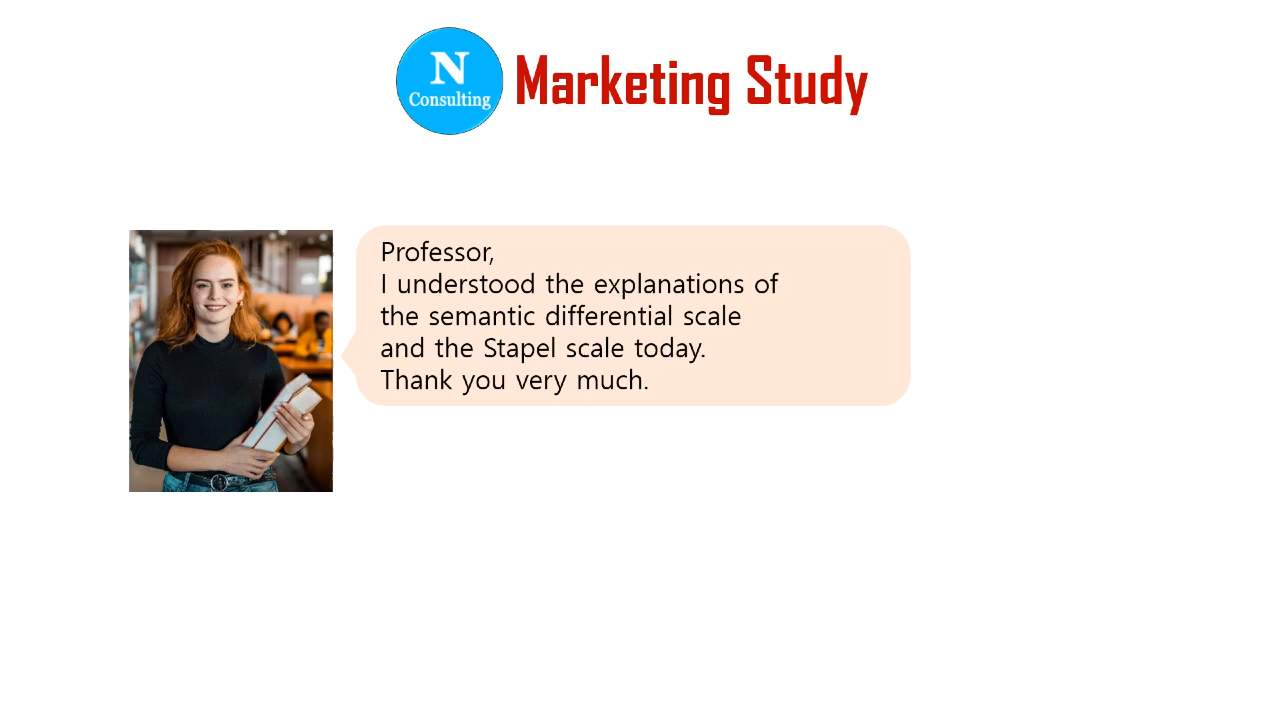 N
Consulting
Marketing Study
Professor,
I understood the explanations of
the semantic differential scale
and the Stapel scale today.
Thank you very much.